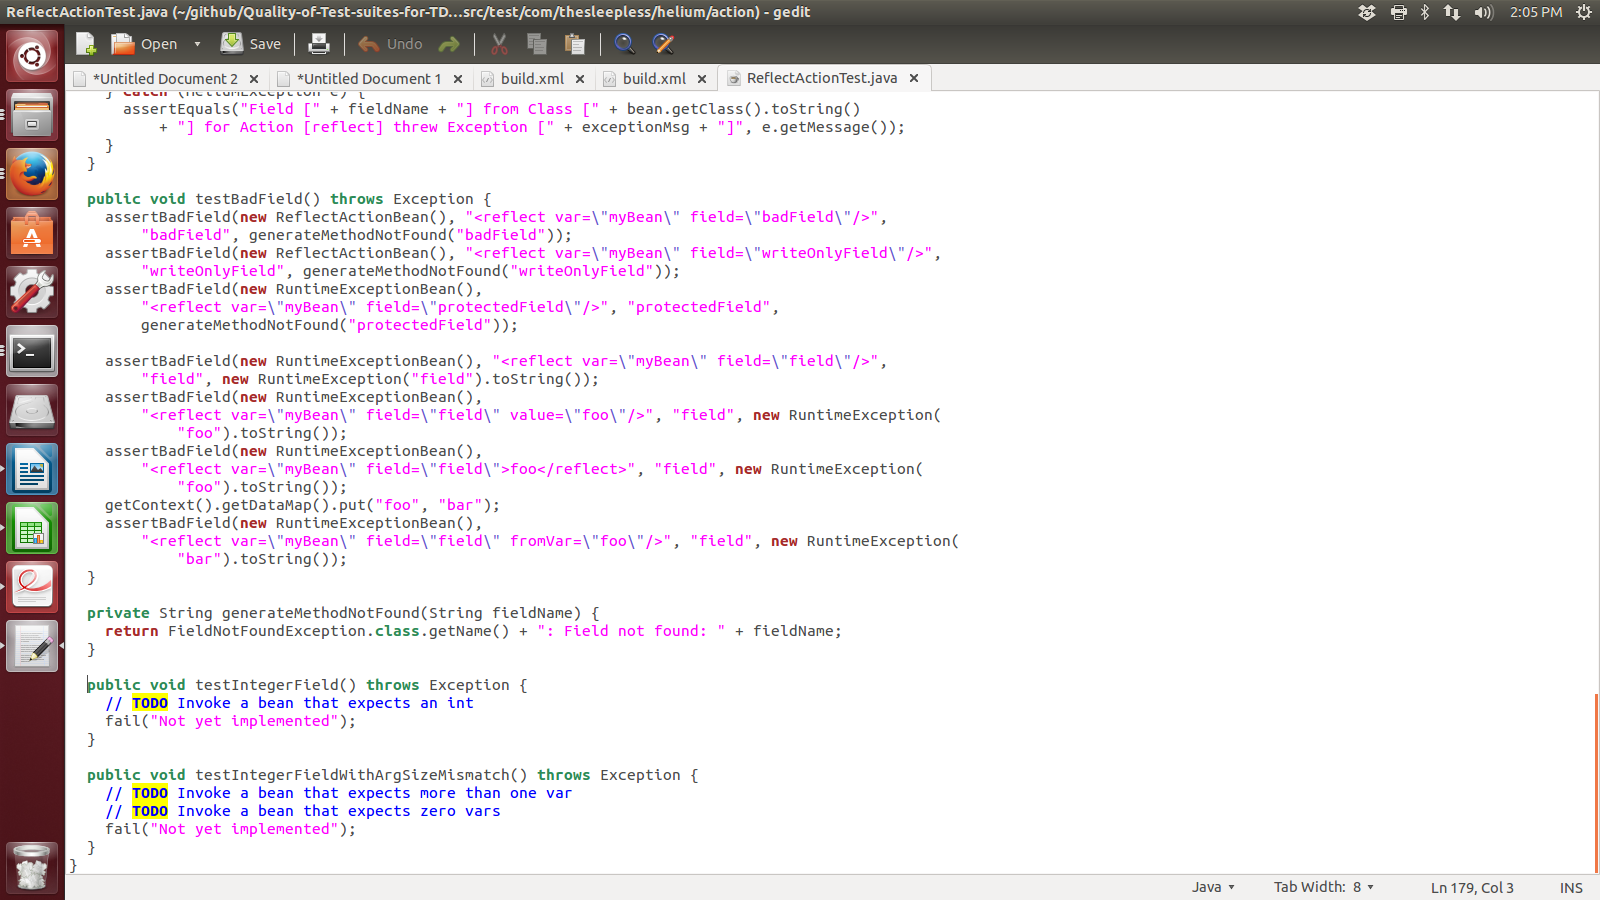 ReflectActionTest.java (~/github/Quality-of-Test-suites-for-TD...src/test/com/thesleepless/helium/action) - gedit
2:05 PM
Open Save Undo
*Untitled Document 2 *Untitled Document 1 build.xml build.xml ReflectActionTest.java
} catch (HeliumException e) {
assertEquals("Field [" + fieldName + "] from Class [" + bean.getClass().toString()
+ "] for Action [reflect] threw Exception [" + exceptionMsg + "]", e.getMessage());
}
}
public void testBadField() throws Exception {
assertBadField(new ReflectActionBean(), "<reflect var=\"myBean\" field=\"badField\"/>",
"badField", generateMethodNotFound("badField"));
assertBadField(new ReflectActionBean(), "<reflect var=\"myBean\" field=\"writeOnlyField\"/>",
"writeOnlyField", generateMethodNotFound("writeOnlyField"));
assertBadField(new RuntimeExceptionBean(),
"<reflect var=\"myBean\" field=\"protectedField\"/>", "protectedField",
generateMethodNotFound("protectedField"));
assertBadField(new RuntimeExceptionBean(), "<reflect var=\"myBean\" field=\"field\"/>",
"field", new RuntimeException("field").toString());
assertBadField(new RuntimeExceptionBean(),
"<reflect var=\"myBean\" field=\"field\" value=\"foo\"/>", "field", new RuntimeException(
"foo").toString());
assertBadField(new RuntimeExceptionBean(),
"<reflect var=\"myBean\" field=\"field\">foo</reflect>", "field", new RuntimeException(
"foo").toString());
getContext().getDataMap().put("foo", "bar");
assertBadField(new RuntimeExceptionBean(),
"<reflect var=\"myBean\" field=\"field\" fromVar=\"foo\"/>", "field", new RuntimeException(
"bar").toString());
}
private String generateMethodNotFound(String fieldName) {
return FieldNotFoundException.class.getName() + ": Field not found: " + fieldName;
}
public void testIntegerField() throws Exception {
// TODO Invoke a bean that expects an int
fail("Not yet implemented");
}
public void testIntegerFieldWithArgSizeMismatch() throws Exception {
// TODO Invoke a bean that expects more than one var
// TODO Invoke a bean that expects zero vars
fail("Not yet implemented");
}
}
Java Tab Width: 8 Ln 179, Col 3 INS